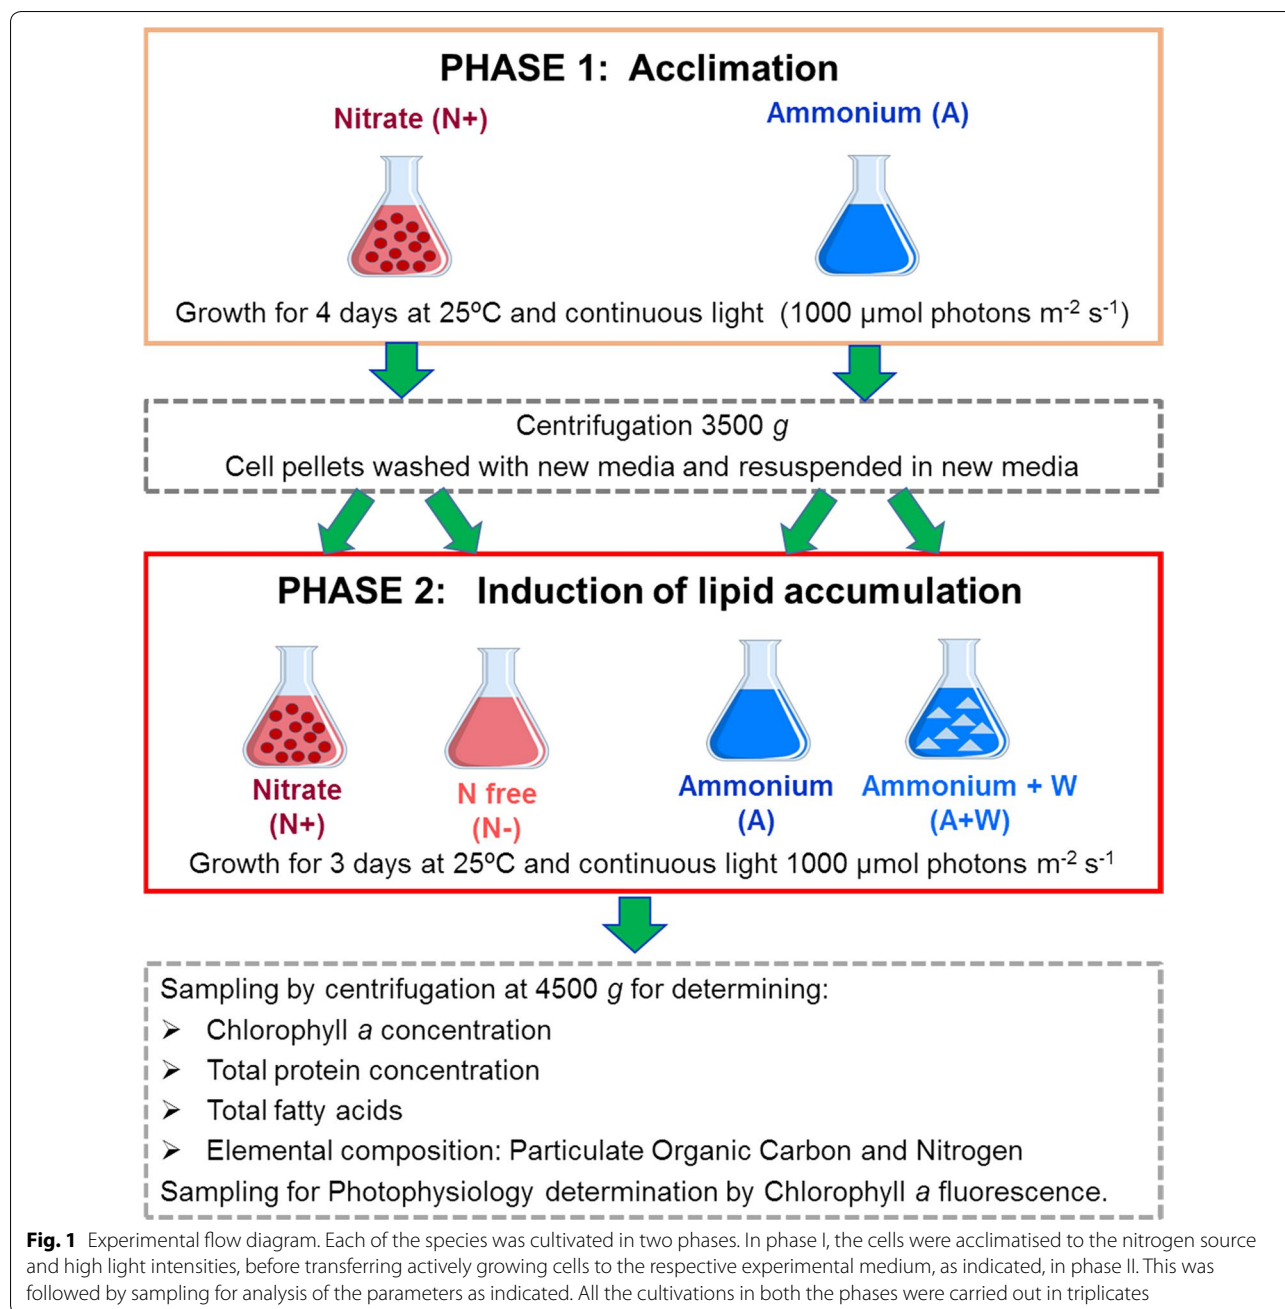 PHASE 1: Acclimation
Nitrate (N+)
Ammonium (A)
Growth for 4 days at 25ºC and continuous light (1000 µmol photons m-2 s-1)
Centrifugation 3500 g
Cell pellets washed with new media and resuspended in new media
PHASE 2: Induction of lipid accumulation
Nitrate
(N+)
N free
(N-)
Ammonium
(A)
Ammonium + W
(A+W)
Growth for 3 days at 25ºC and continuous light 1000 µmol photons m-2 s-1
Sampling by centrifugation at 4500 g for determining:
➢ Chlorophyll a concentration
➢ Total protein concentration
➢ Total fatty acids
➢ Elemental composition: Particulate Organic Carbon and Nitrogen
Sampling for Photophysiology determination by Chlorophyll a fluorescence.
Fig. 1 Experimental flow diagram. Each of the species was cultivated in two phases. In phase I, the cells were acclimatised to the nitrogen source
and high light intensities, before transferring actively growing cells to the respective experimental medium, as indicated, in phase II. This was
followed by sampling for analysis of the parameters as indicated. All the cultivations in both the phases were carried out in triplicates